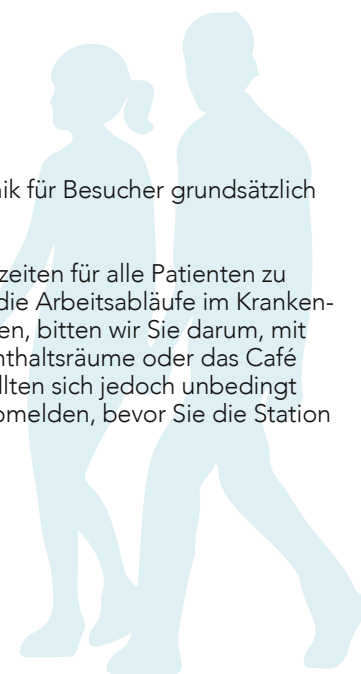 ik für Besucher grundsätzlich
zeiten für alle Patienten zu
die Arbeitsabläufe im Kranken-
en, bitten wir Sie darum, mit
nthaltsräume oder das Café
llten sich jedoch unbedingt
bmelden, bevor Sie die Station